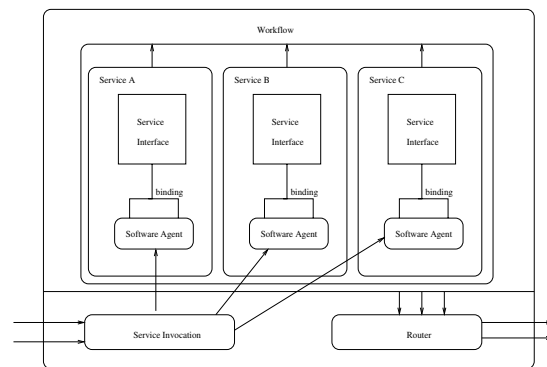 Workflow
Service A
Service B
Service C
Service
Interface
Service
Interface
Service
Interface
binding
binding
binding
Software Agent
Software Agent
Software Agent
Service Invocation
Router